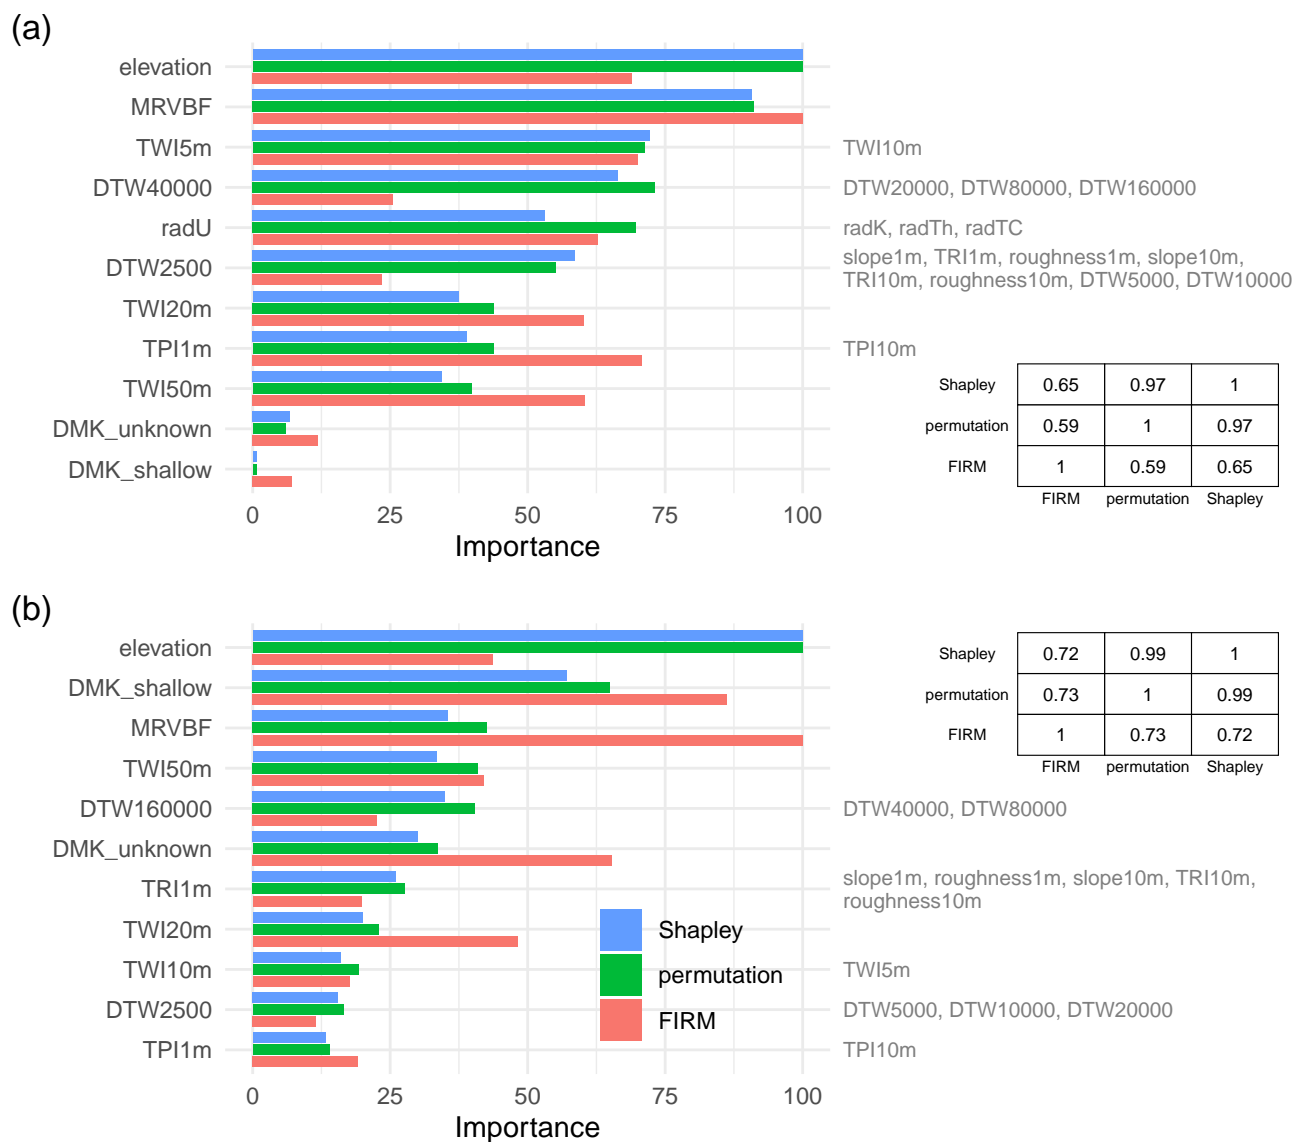 (a)
elevation
MRVBF
TWI5m
TWI10m
DTW40000
DTW20000, DTW80000, DTW160000
radU
radK, radTh, radTC
DTW2500
slope1m, TRI1m, roughness1m, slope10m,
TRI10m, roughness10m, DTW5000, DTW10000
TWI20m
TPI1m
TPI10m
TWI50m
DMK_unknown
DMK_shallow
0 25 50 75 100
Importance
Shapley 0.65 0.97 1
permutation 0.59 1 0.97
FIRM 1 0.59 0.65
FIRM permutation Shapley
(b)
elevation
DMK_shallow
MRVBF
TWI50m
DTW160000
DTW40000, DTW80000
DMK_unknown
TRI1m
slope1m, roughness1m, slope10m, TRI10m,
roughness10m
TWI20m
TWI10m
TWI5m
DTW2500
DTW5000, DTW10000, DTW20000
TPI1m
TPI10m
0 25 50 75 100
Importance
Shapley
permutation
FIRM
Shapley 0.72 0.99 1
permutation 0.73 1 0.99
FIRM 1 0.73 0.72
FIRM permutation Shapley